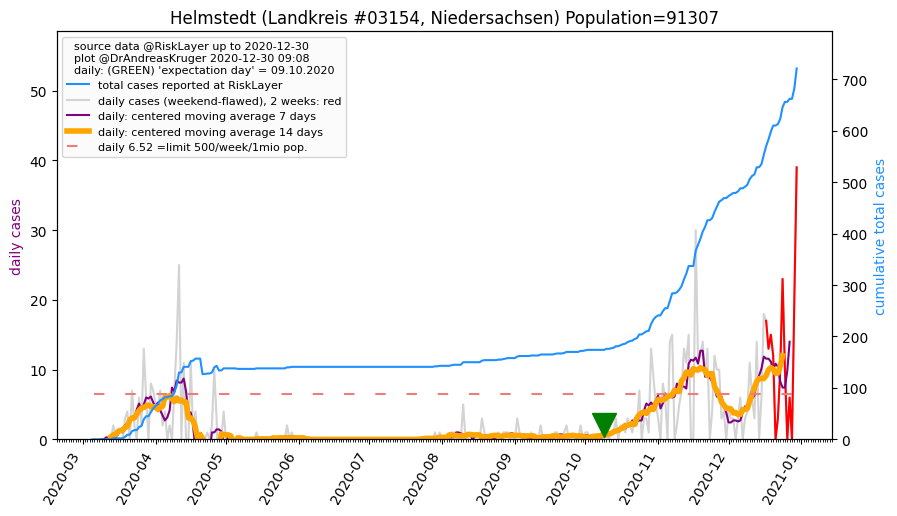 Helmstedt (Landkreis #03154, Niedersachsen) Population=91307
source data @RiskLayer up to 2020-12-30
plot @DrAndreasKruger 2020-12-30 09:08
daily: (GREEN) 'expectation day' = 09.10.2020
total cases reported at RiskLayer
daily cases (weekend-flawed), 2 weeks: red
daily: centered moving average 7 days
daily: centered moving average 14 days
daily 6.52 =limit 500/week/1mio pop.
daily cases
50
40
30
20
10
0
cumulative total cases
700
600
500
400
300
200
100
0
2020-03
2020-04
2020-05
2020-06
2020-07
2020-08
2020-09
2020-10
2020-11
2020-12
2021-01